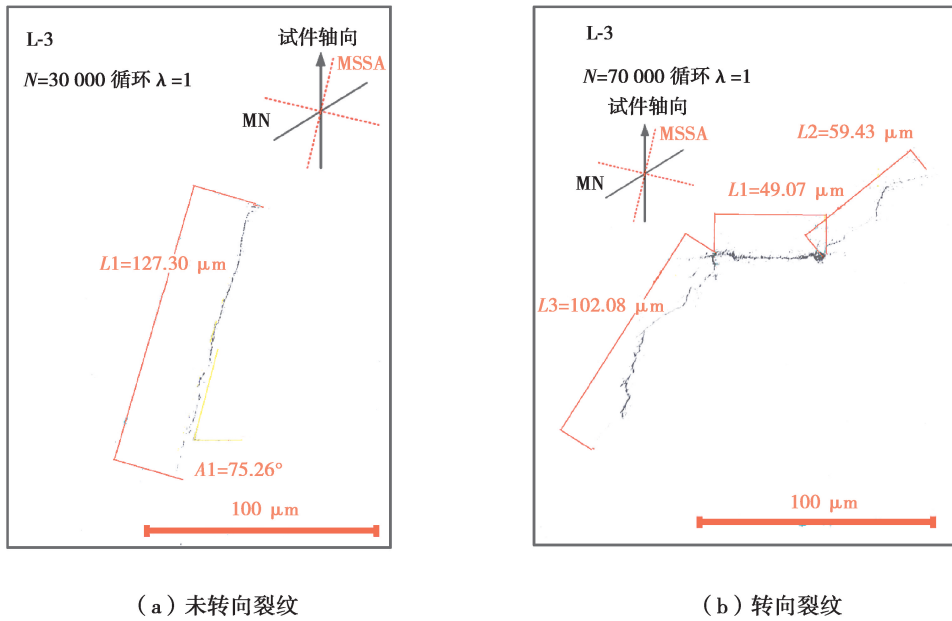 L-3
N=30 000 循环 λ=1
试件轴向
MSSA
MN
L1=127.30 μm
A1=75.26°
100 μm
(a)未转向裂纹
L-3
N=70 000 循环 λ=1
试件轴向
MSSA
MN
L2=59.43 μm
L1=49.07 μm
L3=102.08 μm
100 μm
(b)转向裂纹